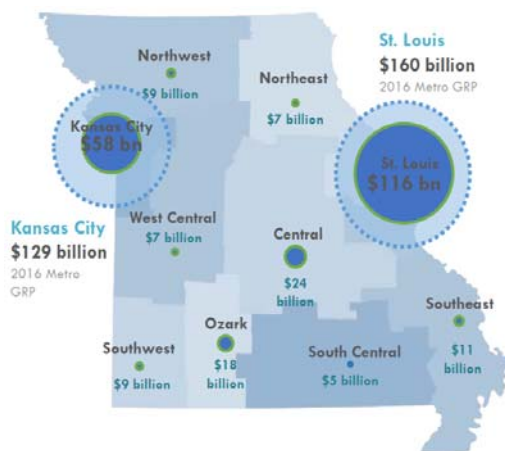 Northwest
$9 billion
Northeast
$7 billion
St. Louis
$160 billion
2016 Metro GRP
Kansas City
$58 bn
St. Louis
$116 bn
Kansas City
$129 billion
2016 Metro
GRP
West Central
$7 billion
Central
$24
billion
Southeast
$11
billion
Southwest
$9 billion
Ozark
$18
billion
South Central
$5 billion